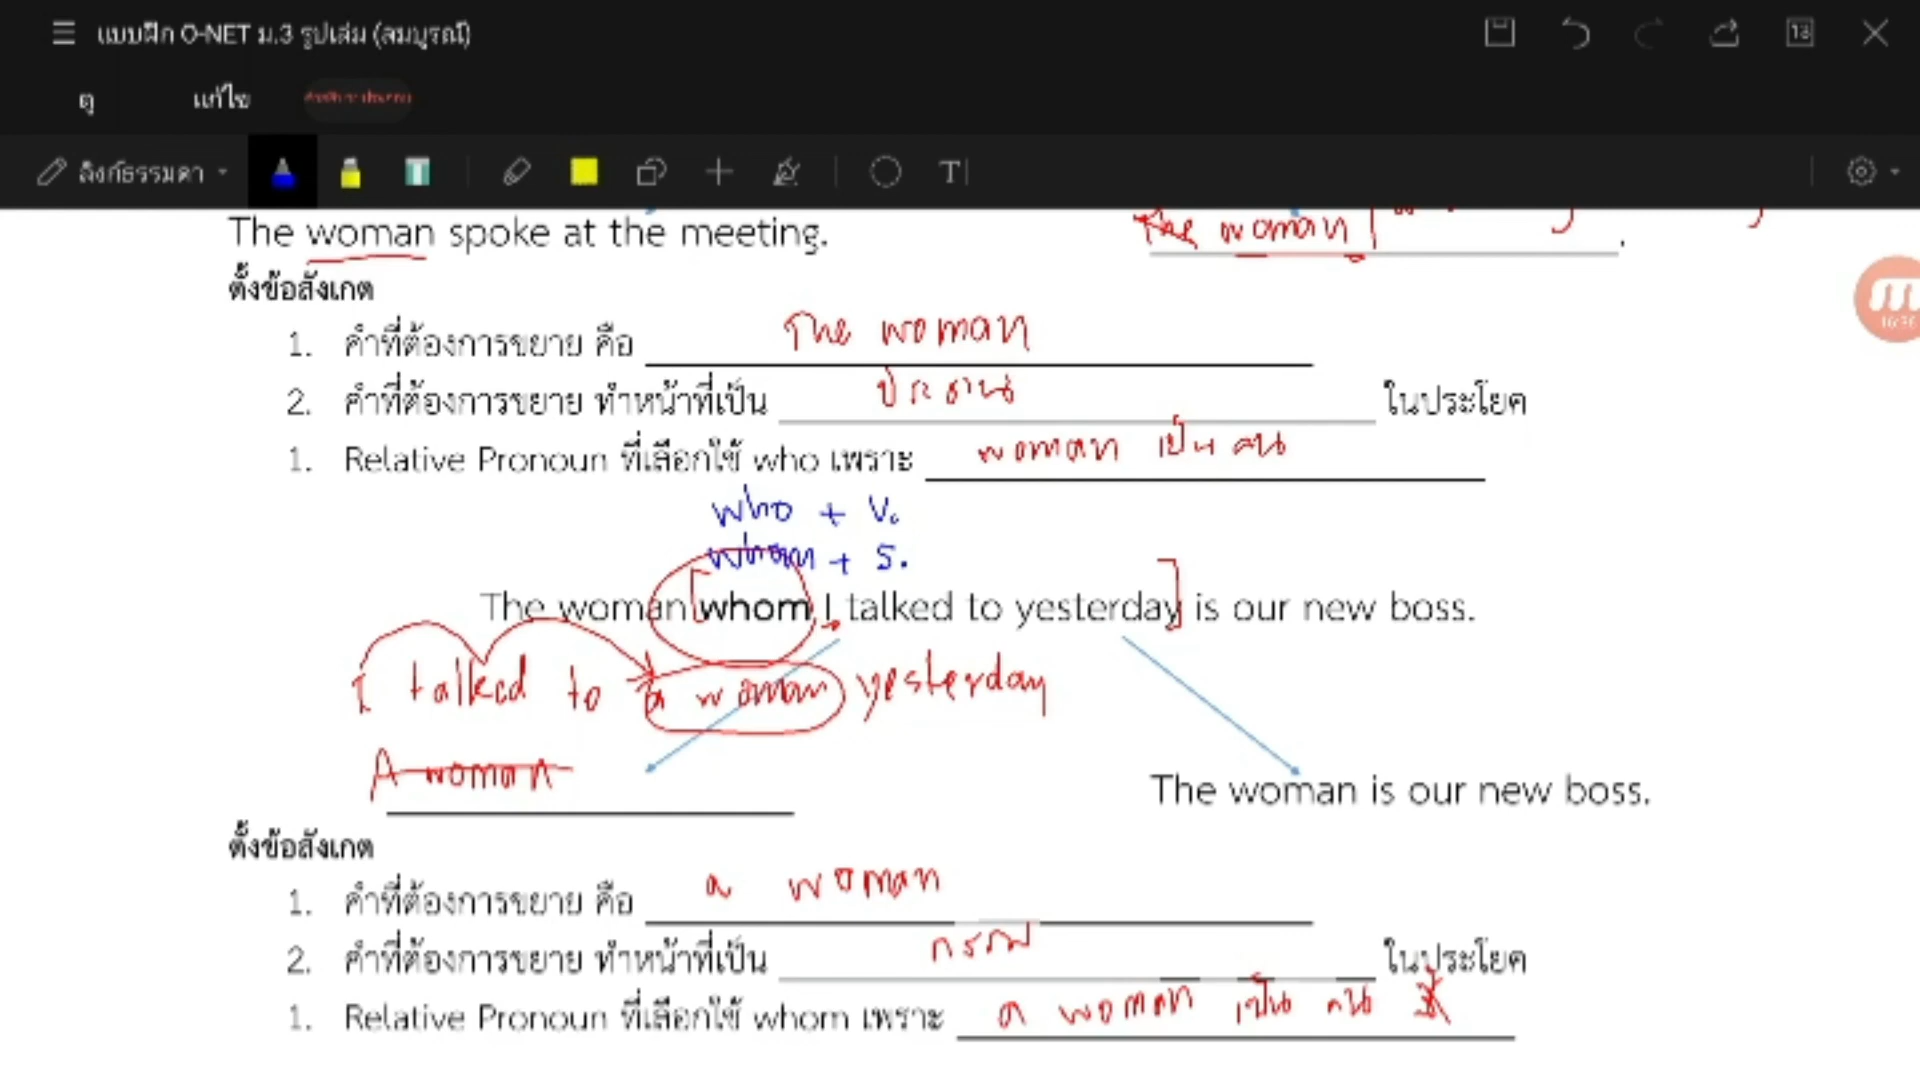 แบบฝึก O-NET ม.3 รูปเล่ม (สมบูรณ์)
ดู แก้ไข
ลิงก์ธรรมดา
The woman spoke at the meeting.
the woman
ตั้งข้อสังเกต
1. คำที่ต้องการขยาย คือ The woman
2. คำที่ต้องการขยาย ทำหน้าที่เป็น ประธาน ในประโยค
1. Relative Pronoun ที่เลือกใช้ who เพราะ woman เป็นคน
who + V.
whom + S.
The woman [whom I talked to yesterday] is our new boss.
I talked to a woman yesterday
A woman
The woman is our new boss.
ตั้งข้อสังเกต
1. คำที่ต้องการขยาย คือ a woman
2. คำที่ต้องการขยาย ทำหน้าที่เป็น กรรม ในประโยค
1. Relative Pronoun ที่เลือกใช้ whom เพราะ a woman เป็น คน